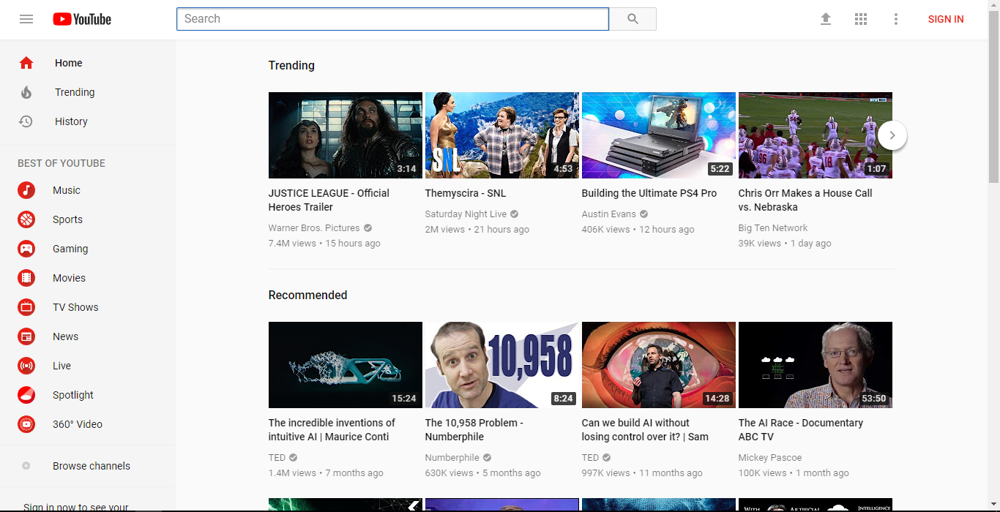 YouTube
Search
SIGN IN
Home
Trending
History
BEST OF YOUTUBE
Music
Sports
Gaming
Movies
TV Shows
News
Live
Spotlight
360° Video
Browse channels
Sign in now to see your
Trending
3:14
SNL
4:53
5:22
1:07
JUSTICE LEAGUE - Official
Heroes Trailer
Warner Bros. Pictures
7.4M views • 15 hours ago
Themyscira - SNL
Saturday Night Live
2M views • 21 hours ago
Building the Ultimate PS4 Pro
Austin Evans
406K views • 12 hours ago
Chris Orr Makes a House Call
vs. Nebraska
Big Ten Network
39K views • 1 day ago
Recommended
15:24
10,958
8:24
14:28
53:50
The incredible inventions of
intuitive AI | Maurice Conti
TED
1.4M views • 7 months ago
The 10,958 Problem -
Numberphile
Numberphile
630K views • 5 months ago
Can we build AI without
losing control over it? | Sam
TED
997K views • 11 months ago
The AI Race - Documentary
ABC TV
Mickey Pascoe
100K views • 1 month ago
WITH ARTIFICIAL INTELLIGENCE